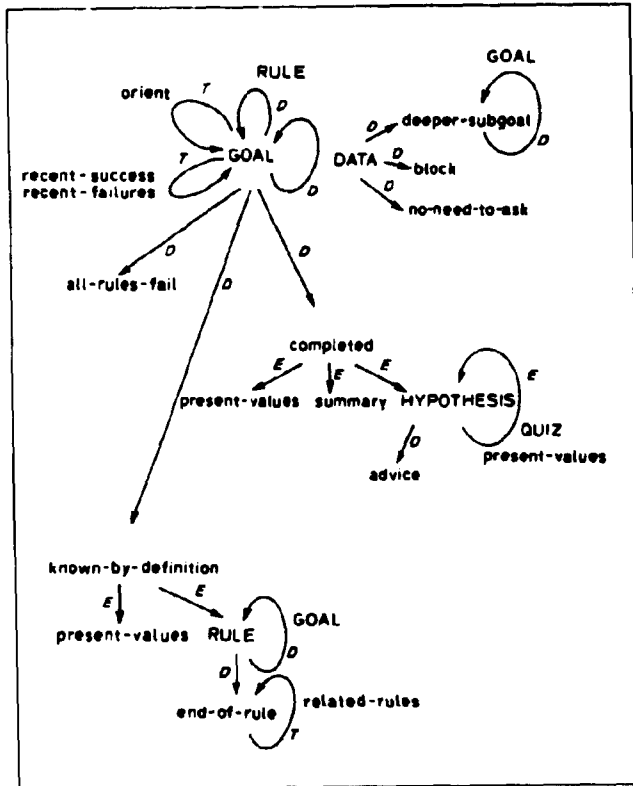 GOAL
RULE
orient
T
D
D
deeper-subgoal
D
T
GOAL
DATA
D
block
recent-success
recent-failures
D
D
no-need-to-ask
D
D
D
all-rules-fail
completed
E
E
E
E
present-values
summary
HYPOTHESIS
D
QUIZ
present-values
advice
known-by-definition
E
E
GOAL
present-values
RULE
D
D
related-rules
end-of-rule
T